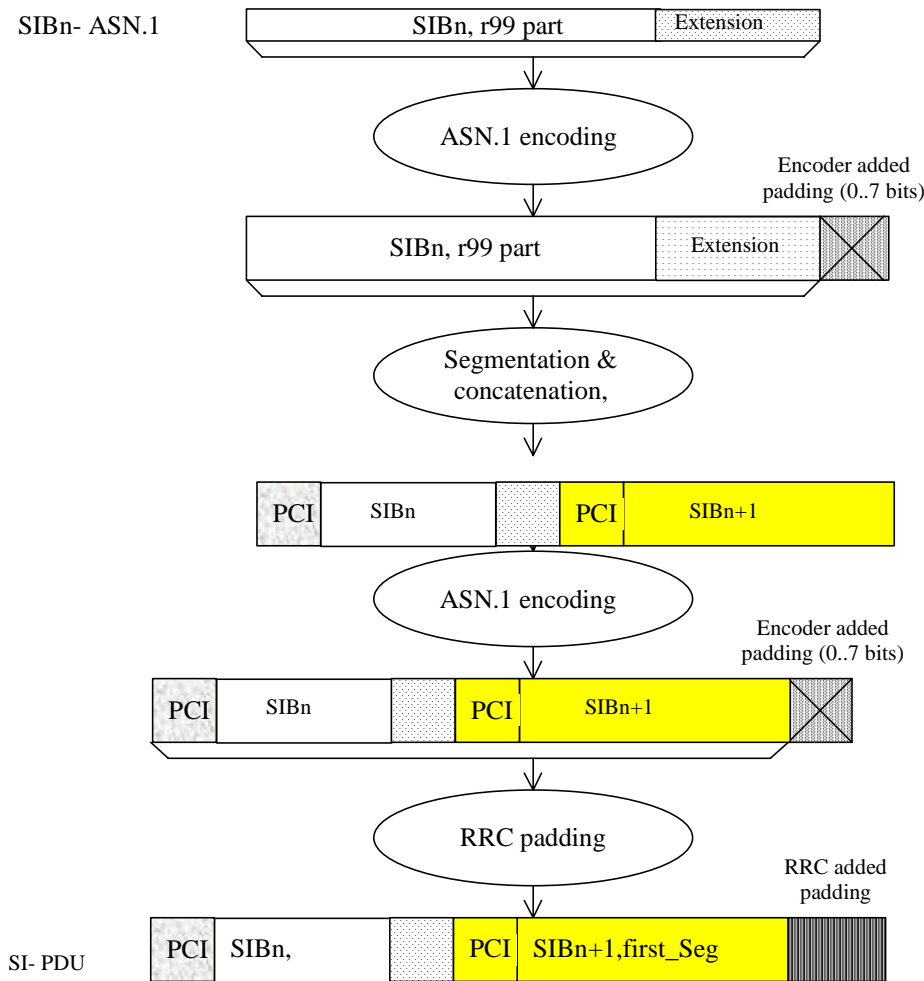 SIBn- ASN.1
SIBn, r99 part
Extension
ASN.1 encoding
Encoder added
padding (0..7 bits)
SIBn, r99 part
Extension
Segmentation &
concatenation,
PCI
SIBn
PCI
SIBn+1
ASN.1 encoding
Encoder added
padding (0..7 bits)
PCI
SIBn
PCI
SIBn+1
RRC padding
RRC added
padding
SI- PDU
PCI
SIBn,
PCI
SIBn+1,first_Seg